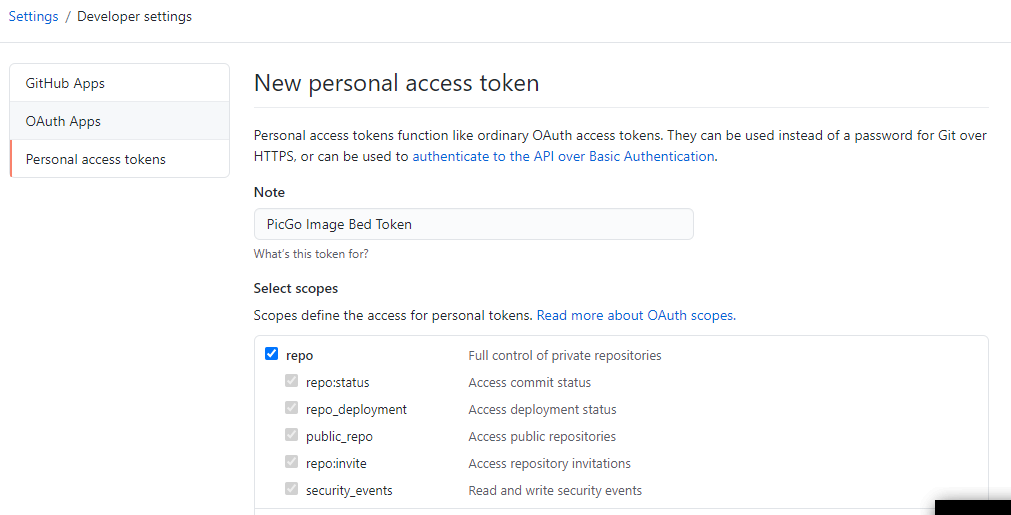 Settings / Developer settings
GitHub Apps
OAuth Apps
Personal access tokens
New personal access token
Personal access tokens function like ordinary OAuth access tokens. They can be used instead of a password for Git over
HTTPS, or can be used to authenticate to the API over Basic Authentication.
Note
PicGo Image Bed Token
What's this token for?
Select scopes
Scopes define the access for personal tokens. Read more about OAuth scopes.
repo Full control of private repositories
repo:status Access commit status
repo_deployment Access deployment status
public_repo Access public repositories
repo:invite Access repository invitations
security_events Read and write security events